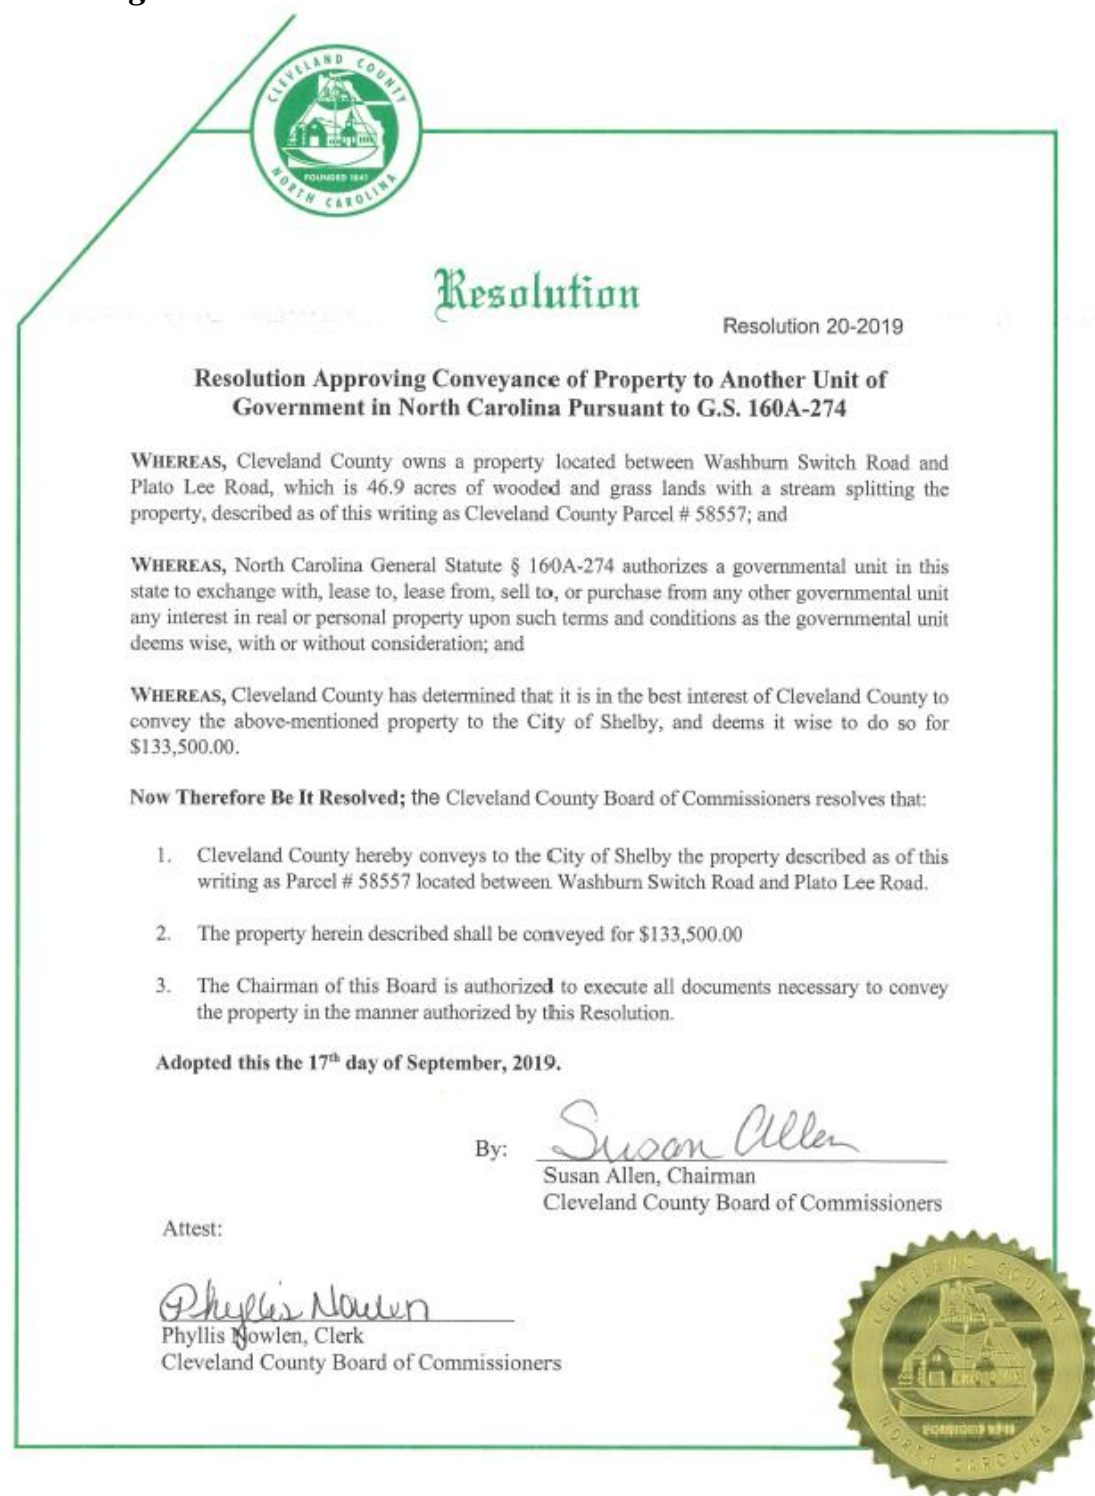 CLEVELAND COUNTY
FOUNDED 1841
NORTH CAROLINA
Resolution
Resolution 20-2019
Resolution Approving Conveyance of Property to Another Unit of
Government in North Carolina Pursuant to G.S. 160A-274
WHEREAS, Cleveland County owns a property located between Washburn Switch Road and
Plato Lee Road, which is 46.9 acres of wooded and grass lands with a stream splitting the
property, described as of this writing as Cleveland County Parcel # 58557; and
WHEREAS, North Carolina General Statute § 160A-274 authorizes a governmental unit in this
state to exchange with, lease to, lease from, sell to, or purchase from any other governmental unit
any interest in real or personal property upon such terms and conditions as the governmental unit
deems wise, with or without consideration; and
WHEREAS, Cleveland County has determined that it is in the best interest of Cleveland County to
convey the above-mentioned property to the City of Shelby, and deems it wise to do so for
$133,500.00.
Now Therefore Be It Resolved; the Cleveland County Board of Commissioners resolves that:
1. Cleveland County hereby conveys to the City of Shelby the property described as of this
writing as Parcel # 58557 located between Washburn Switch Road and Plato Lee Road.
2. The property herein described shall be conveyed for $133,500.00
3. The Chairman of this Board is authorized to execute all documents necessary to convey
the property in the manner authorized by this Resolution.
Adopted this the 17th day of September, 2019.
By: Susan Allen
Susan Allen, Chairman
Cleveland County Board of Commissioners
Attest:
Phyllis Nowlen
Phyllis Nowlen, Clerk
Cleveland County Board of Commissioners
CLEVELAND COUNTY
FOUNDED 1841
NORTH CAROLINA